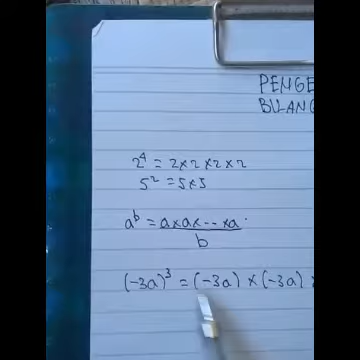 PENGE
BILANG
2⁴ = 2×2×2×2
5² = 5×5
aᵇ = a×a×---×a.
b
(-3a)³ = (-3a) × (-3a)